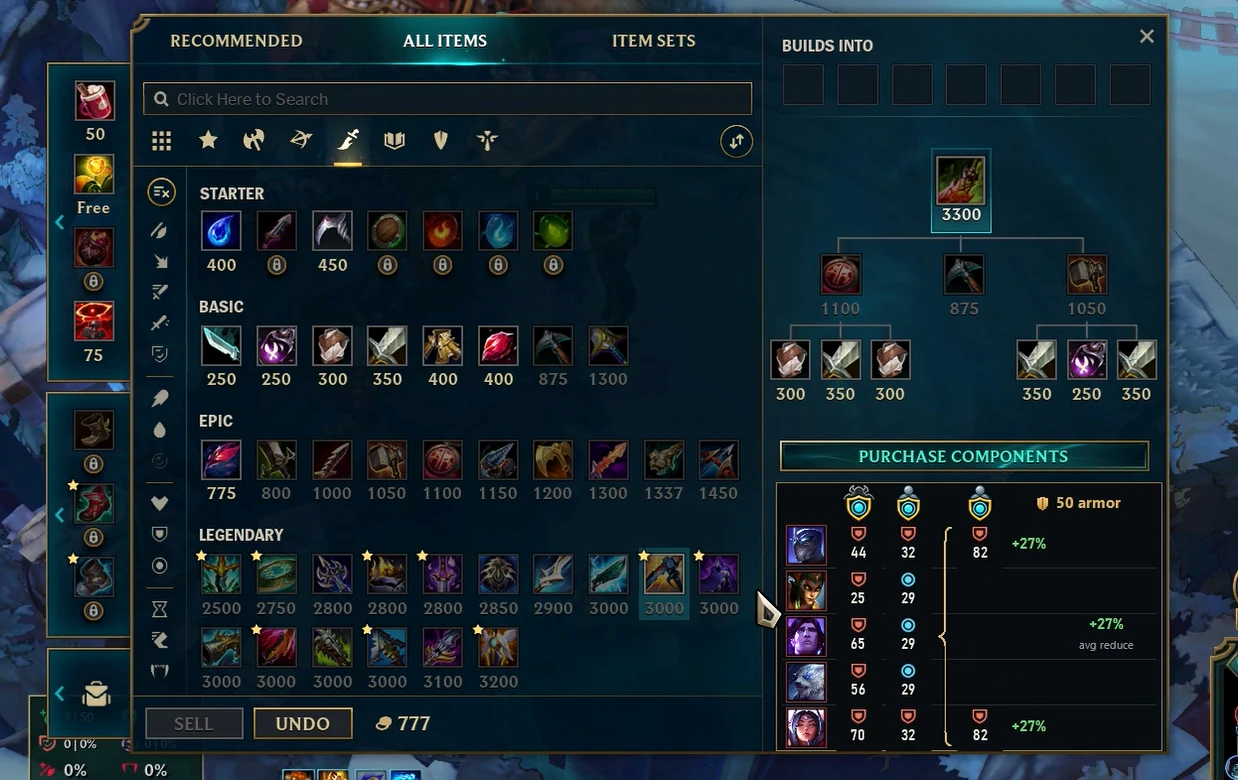 RECOMMENDED ALL ITEMS ITEM SETS
BUILDS INTO
Click Here to Search
50
Free
75
STARTER
400 450
BASIC
250 250 300 350 400 400 875 1300
EPIC
775 800 1000 1050 1100 1150 1200 1300 1337 1450
LEGENDARY
2500 2750 2800 2800 2800 2850 2900 3000 3000 3000
3000 3000 3000 3000 3100 3200
SELL UNDO 777
0|0%
0% 0%
3300
1100 875 1050
300 350 300 350 250 350
PURCHASE COMPONENTS
50 armor
44 32 82 +27%
25 29
65 29 +27%
avg reduce
56 29
70 32 82 +27%